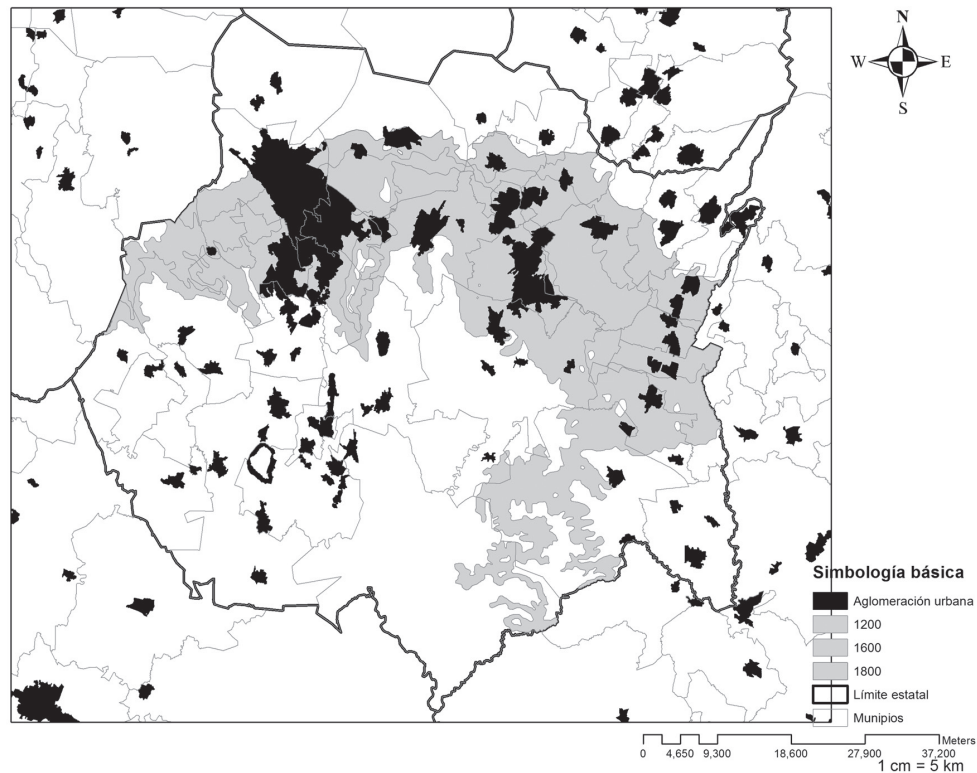 N
W E
S
Simbología básica
Aglomeración urbana
1200
1600
1800
Límite estatal
Munipios
Meters
0 4,650 9,300 18,600 27,900 37,200
1 cm = 5 km